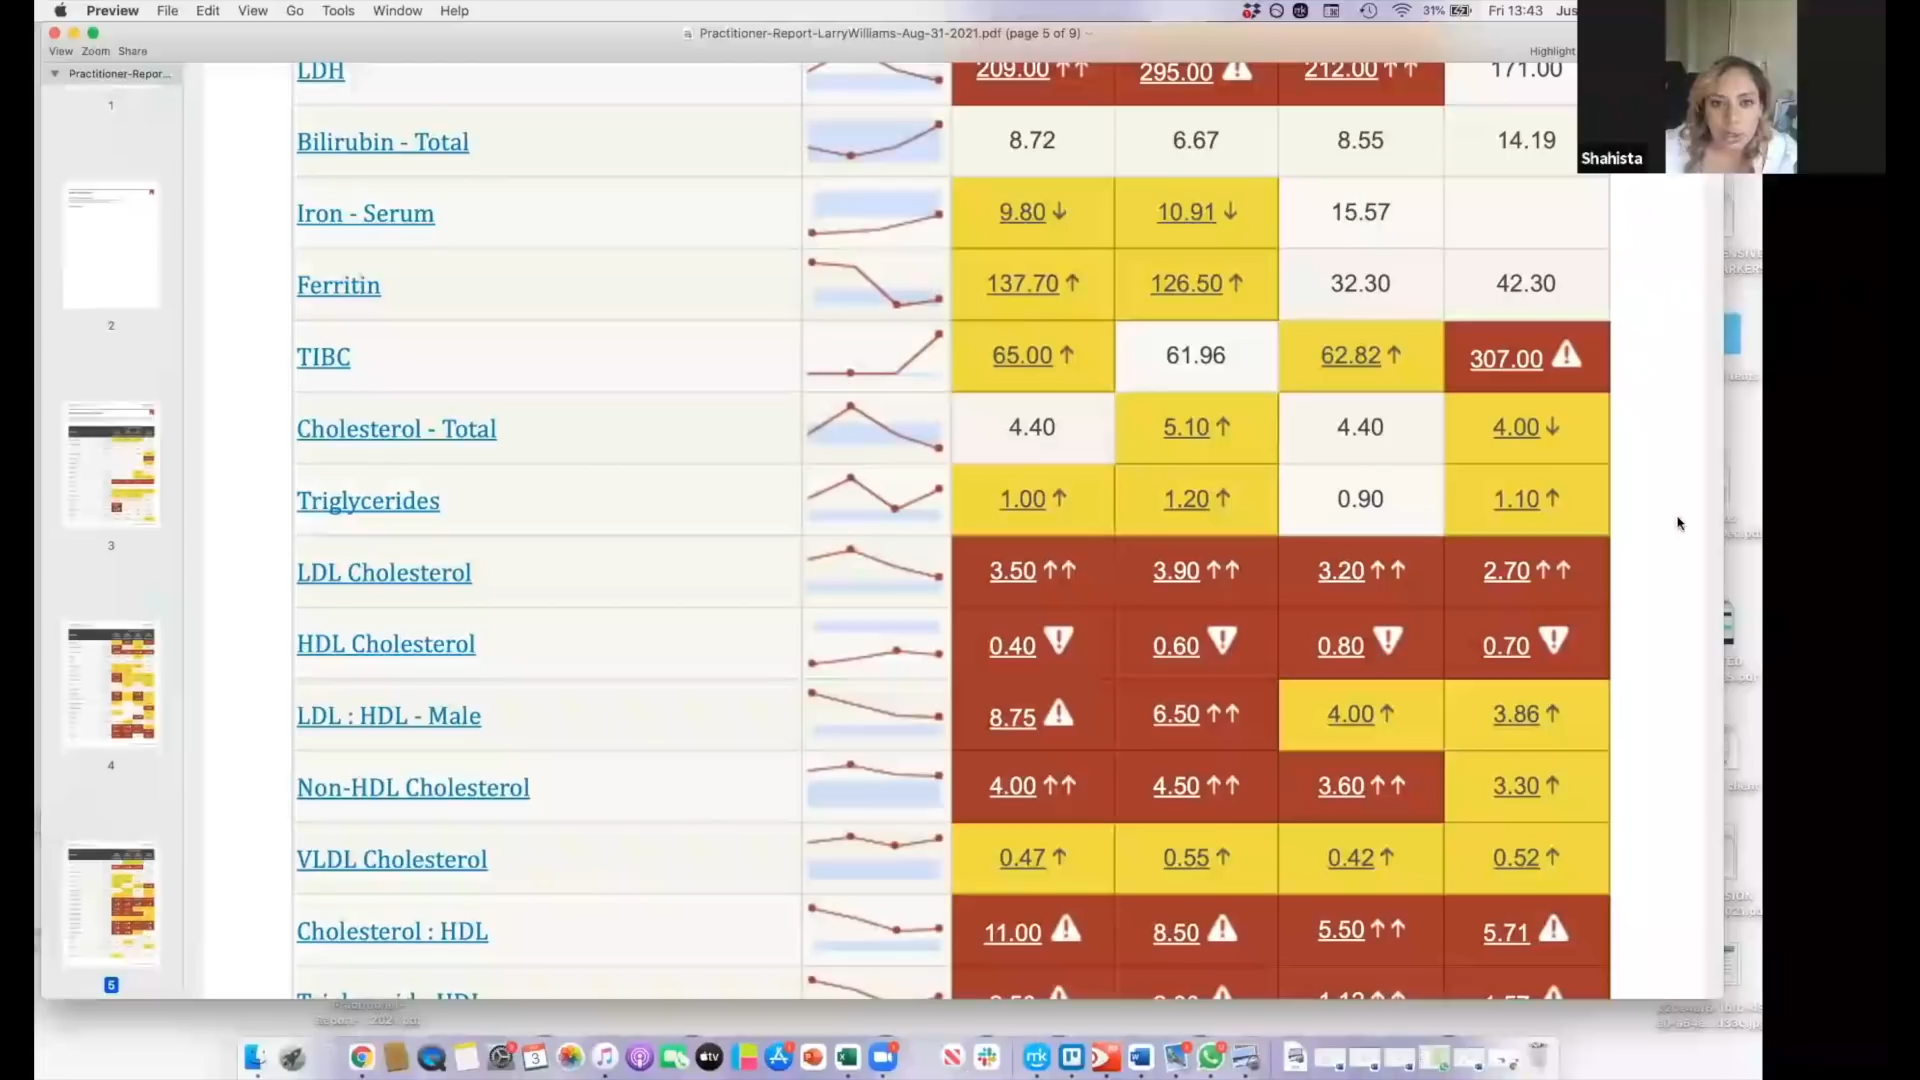 Preview File Edit View Go Tools Window Help 31% Fri 13:43 Jus
Practitioner-Report-LarryWilliams-Aug-31-2021.pdf (page 5 of 9)
View Zoom Share Highlight
Practitioner-Repor...
Shahista
LDH 209.00 ↑↑ 295.00 212.00 ↑↑ 171.00
Bilirubin - Total 8.72 6.67 8.55 14.19
Iron - Serum 9.80 ↓ 10.91 ↓ 15.57
Ferritin 137.70 ↑ 126.50 ↑ 32.30 42.30
TIBC 65.00 ↑ 61.96 62.82 ↑ 307.00
Cholesterol - Total 4.40 5.10 ↑ 4.40 4.00 ↓
Triglycerides 1.00 ↑ 1.20 ↑ 0.90 1.10 ↑
LDL Cholesterol 3.50 ↑↑ 3.90 ↑↑ 3.20 ↑↑ 2.70 ↑↑
HDL Cholesterol 0.40 0.60 0.80 0.70
LDL : HDL - Male 8.75 6.50 ↑↑ 4.00 ↑ 3.86 ↑
Non-HDL Cholesterol 4.00 ↑↑ 4.50 ↑↑ 3.60 ↑↑ 3.30 ↑
VLDL Cholesterol 0.47 ↑ 0.55 ↑ 0.42 ↑ 0.52 ↑
Cholesterol : HDL 11.00 8.50 5.50 ↑↑ 5.71
1
2
3
4
5